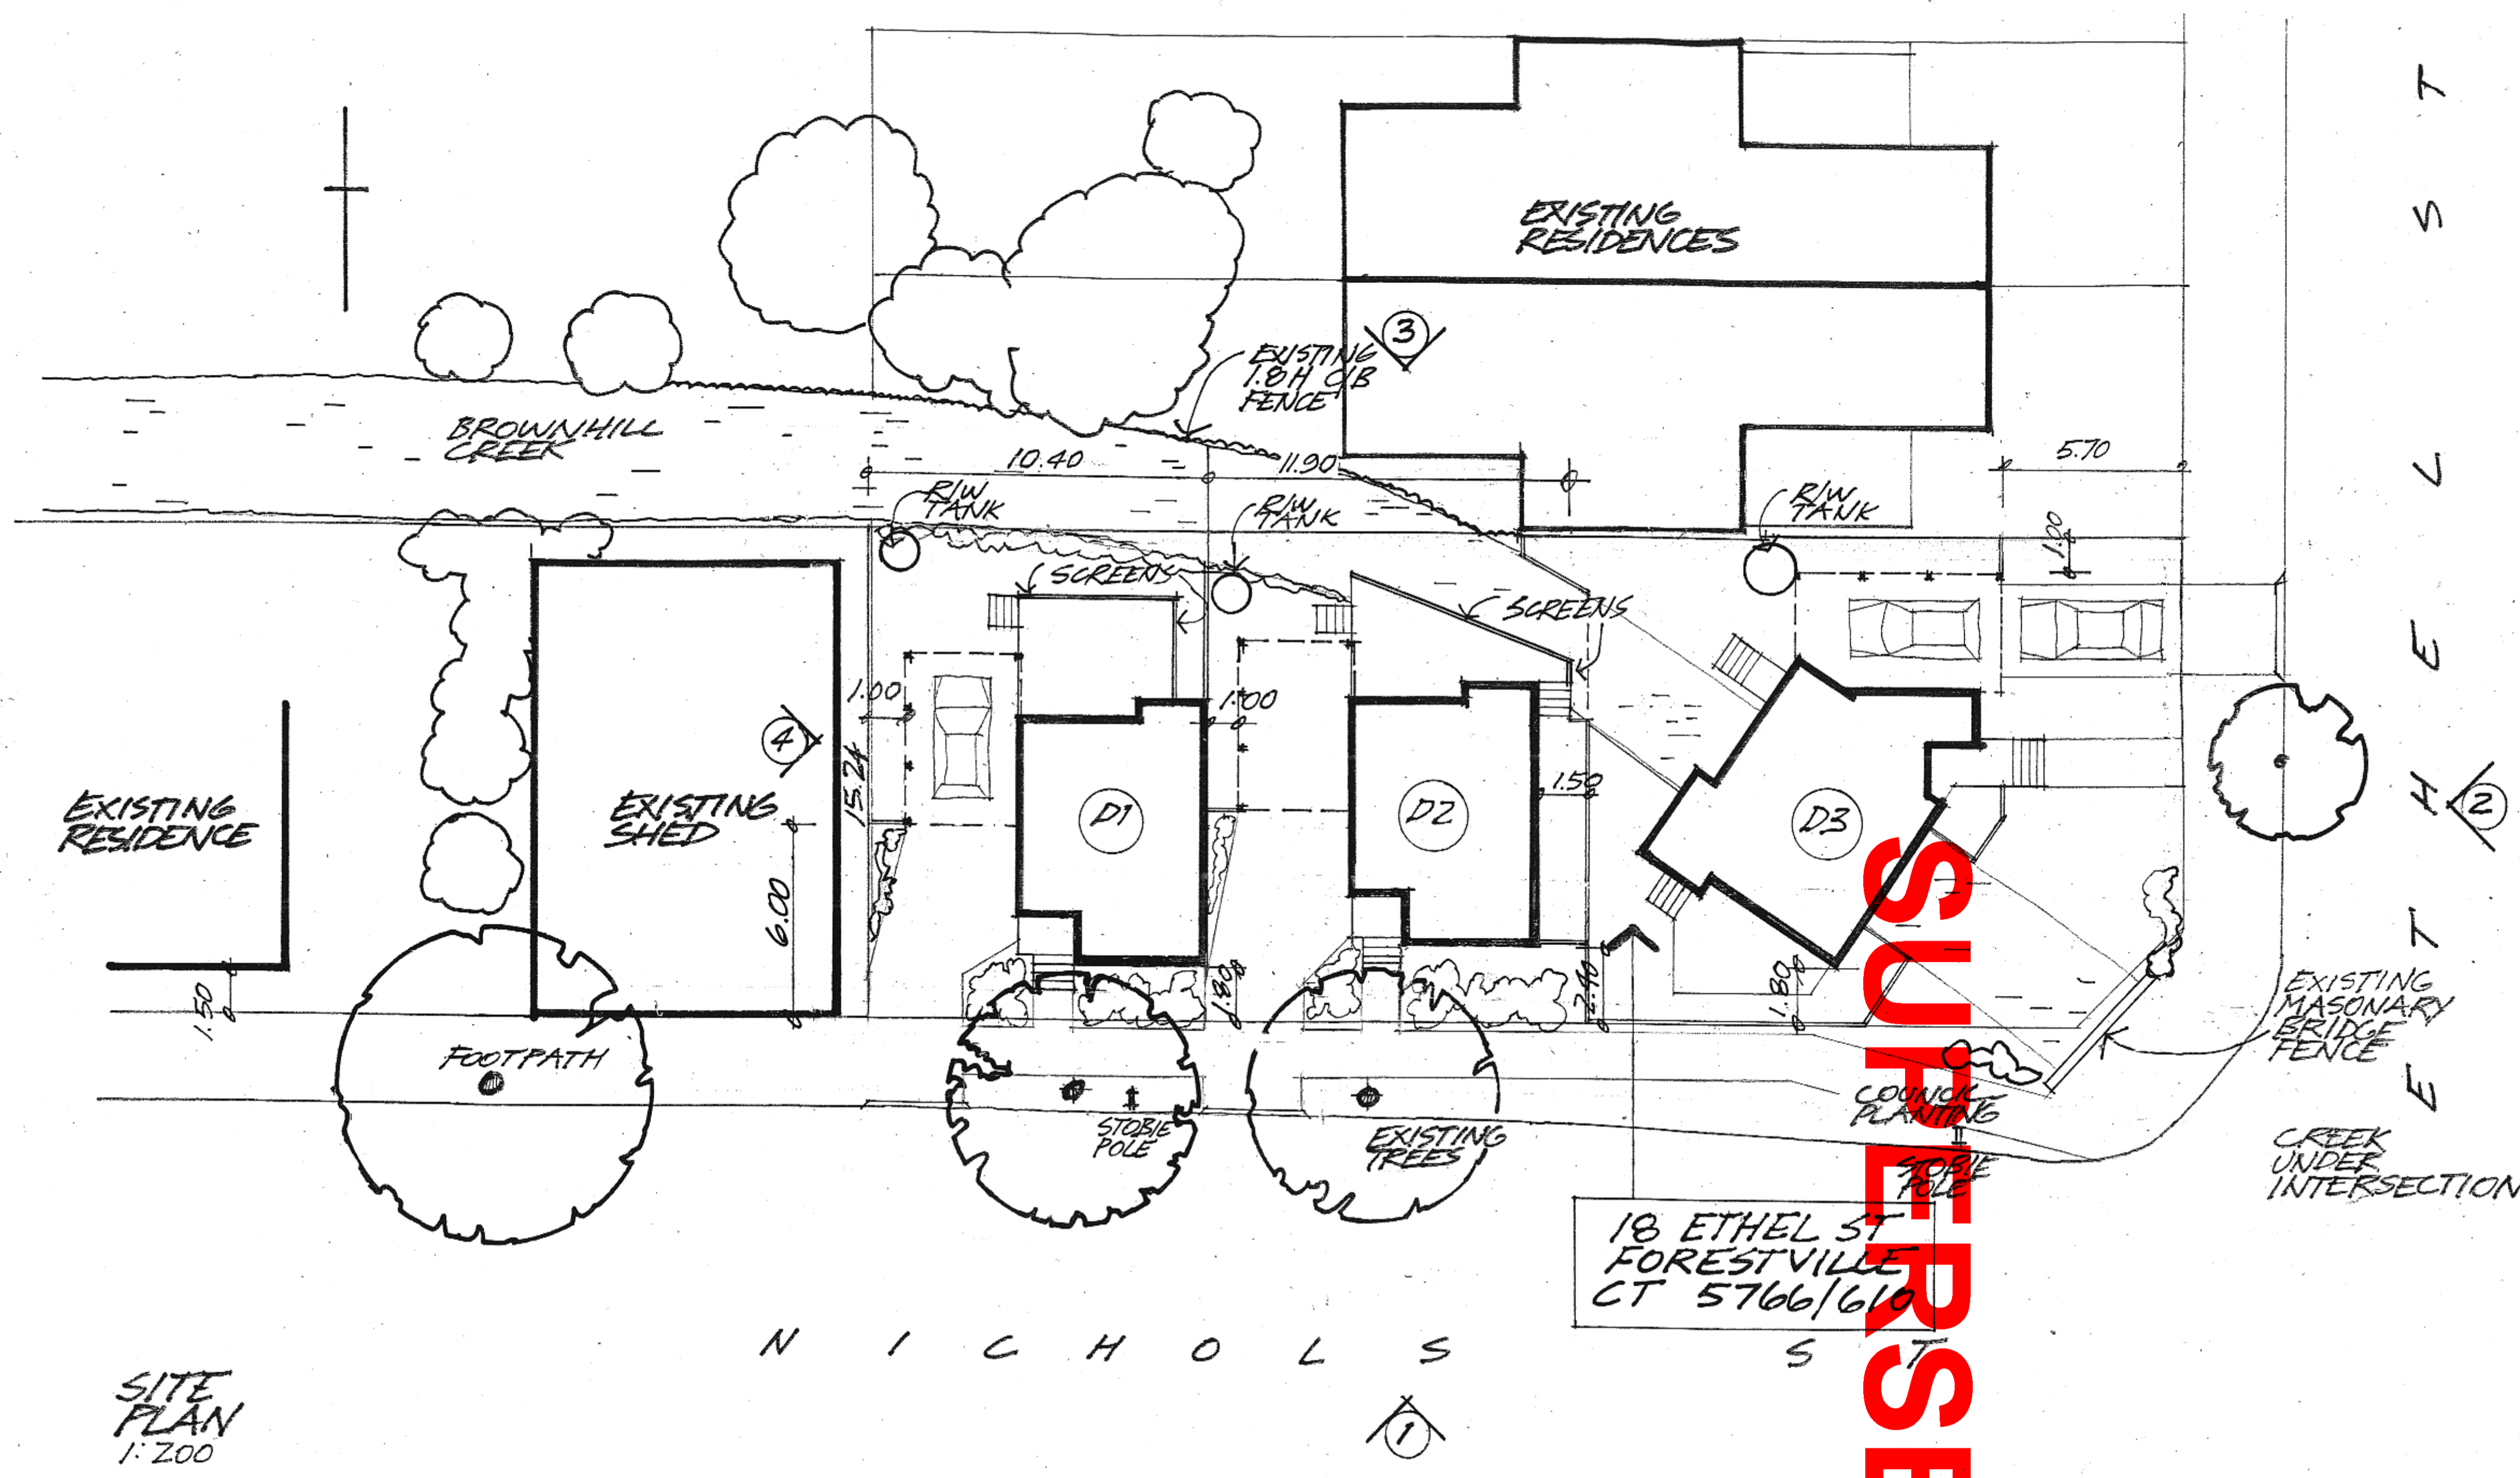 EXISTING
RESIDENCES
3
EXISTING
1.8H C/B
FENCE
BROWNHILL
CREEK
10.40
11.90
5.70
R/W
TANK
R/W
TANK
R/W
TANK
1.00
SCREENS
SCREENS
1.00
1.00
4
15.24
1.50
EXISTING
RESIDENCE
EXISTING
SHED
D1
D2
D3
2
6.00
1.50
1.80
2.40
1.80
EXISTING
MASONARY
BRIDGE
FENCE
FOOTPATH
STOBIE
POLE
EXISTING
TREES
COUNCIL
PLANTING
STOBIE
POLE
CREEK
UNDER
INTERSECTION
18 ETHEL ST
FORESTVILLE
CT 5766/610
NICHOLS ST
ETHEL ST
1
SITE
PLAN
1:200
SUPERSE